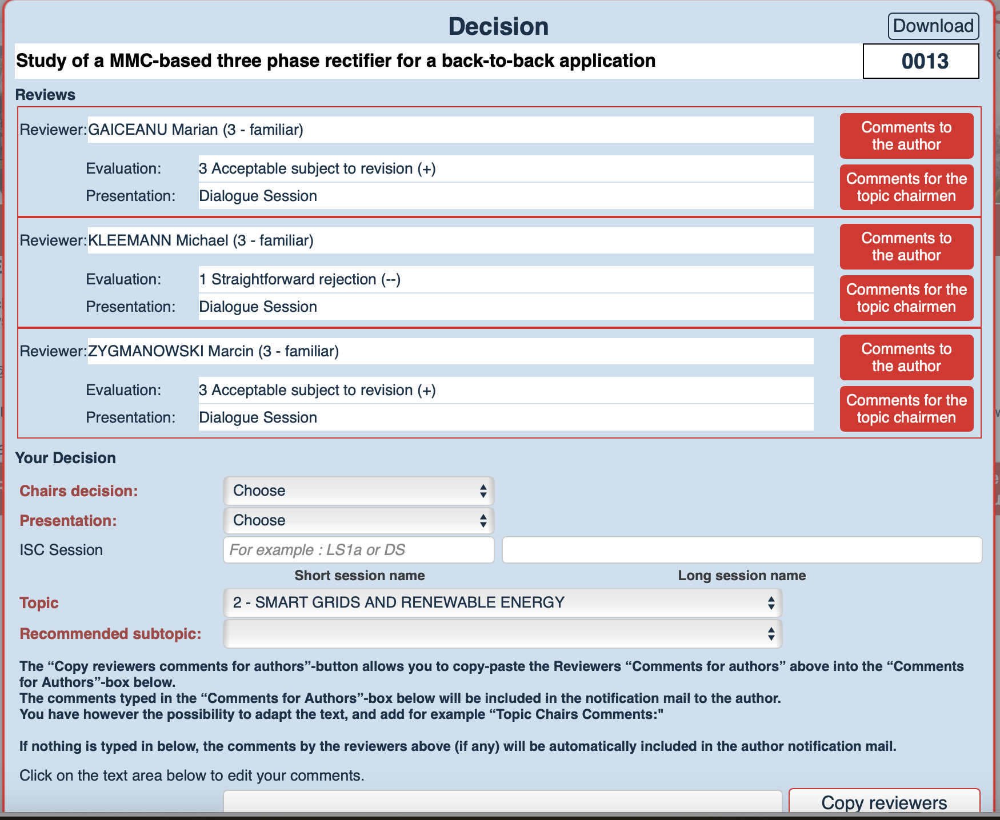 Decision
Download
Study of a MMC-based three phase rectifier for a back-to-back application
0013
Reviews
Reviewer: GAICEANU Marian (3 - familiar)
Comments to
the author
Evaluation: 3 Acceptable subject to revision (+)
Comments for the
topic chairmen
Presentation: Dialogue Session
Reviewer: KLEEMANN Michael (3 - familiar)
Comments to
the author
Evaluation: 1 Straightforward rejection (--)
Comments for the
topic chairmen
Presentation: Dialogue Session
Reviewer: ZYGMANOWSKI Marcin (3 - familiar)
Comments to
the author
Evaluation: 3 Acceptable subject to revision (+)
Comments for the
topic chairmen
Presentation: Dialogue Session
Your Decision
Chairs decision: Choose
Presentation: Choose
ISC Session For example : LS1a or DS
Short session name Long session name
Topic 2 - SMART GRIDS AND RENEWABLE ENERGY
Recommended subtopic:
The “Copy reviewers comments for authors”-button allows you to copy-paste the Reviewers “Comments for authors” above into the “Comments
for Authors”-box below.
The comments typed in the “Comments for Authors”-box below will be included in the notification mail to the author.
You have however the possibility to adapt the text, and add for example “Topic Chairs Comments:"
If nothing is typed in below, the comments by the reviewers above (if any) will be automatically included in the author notification mail.
Click on the text area below to edit your comments.
Copy reviewers